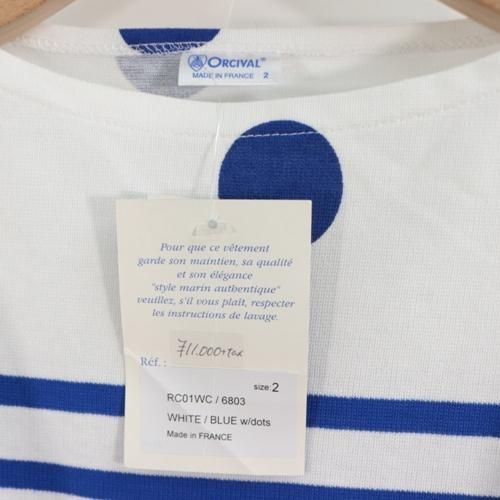 ORCIVAL®
MADE IN FRANCE 2
Pour que ce vêtement
garde son maintien, sa qualité
et son élégance
"style marin authentique"
veuillez, s'il vous plaît, respecter
les instructions de lavage.
711.000+tax
Réf. :
size: 2
RC01WC / 6803
WHITE / BLUE w/dots
Made in FRANCE